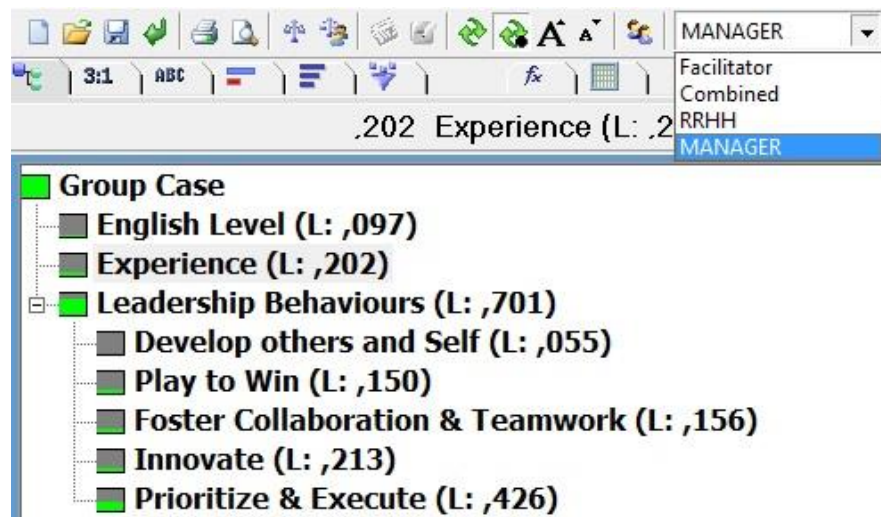 A A MANAGER
3:1 ABC fx
Facilitator
Combined
RRHH
MANAGER
,202 Experience (L: ,2
Group Case
English Level (L: ,097)
Experience (L: ,202)
Leadership Behaviours (L: ,701)
Develop others and Self (L: ,055)
Play to Win (L: ,150)
Foster Collaboration & Teamwork (L: ,156)
Innovate (L: ,213)
Prioritize & Execute (L: ,426)